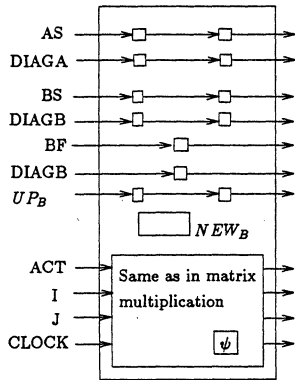 AS
DIAGA
BS
DIAGB
BF
DIAGB
UP_B
NEW_B
ACT
I
J
CLOCK
Same as in matrix
multiplication
ψ